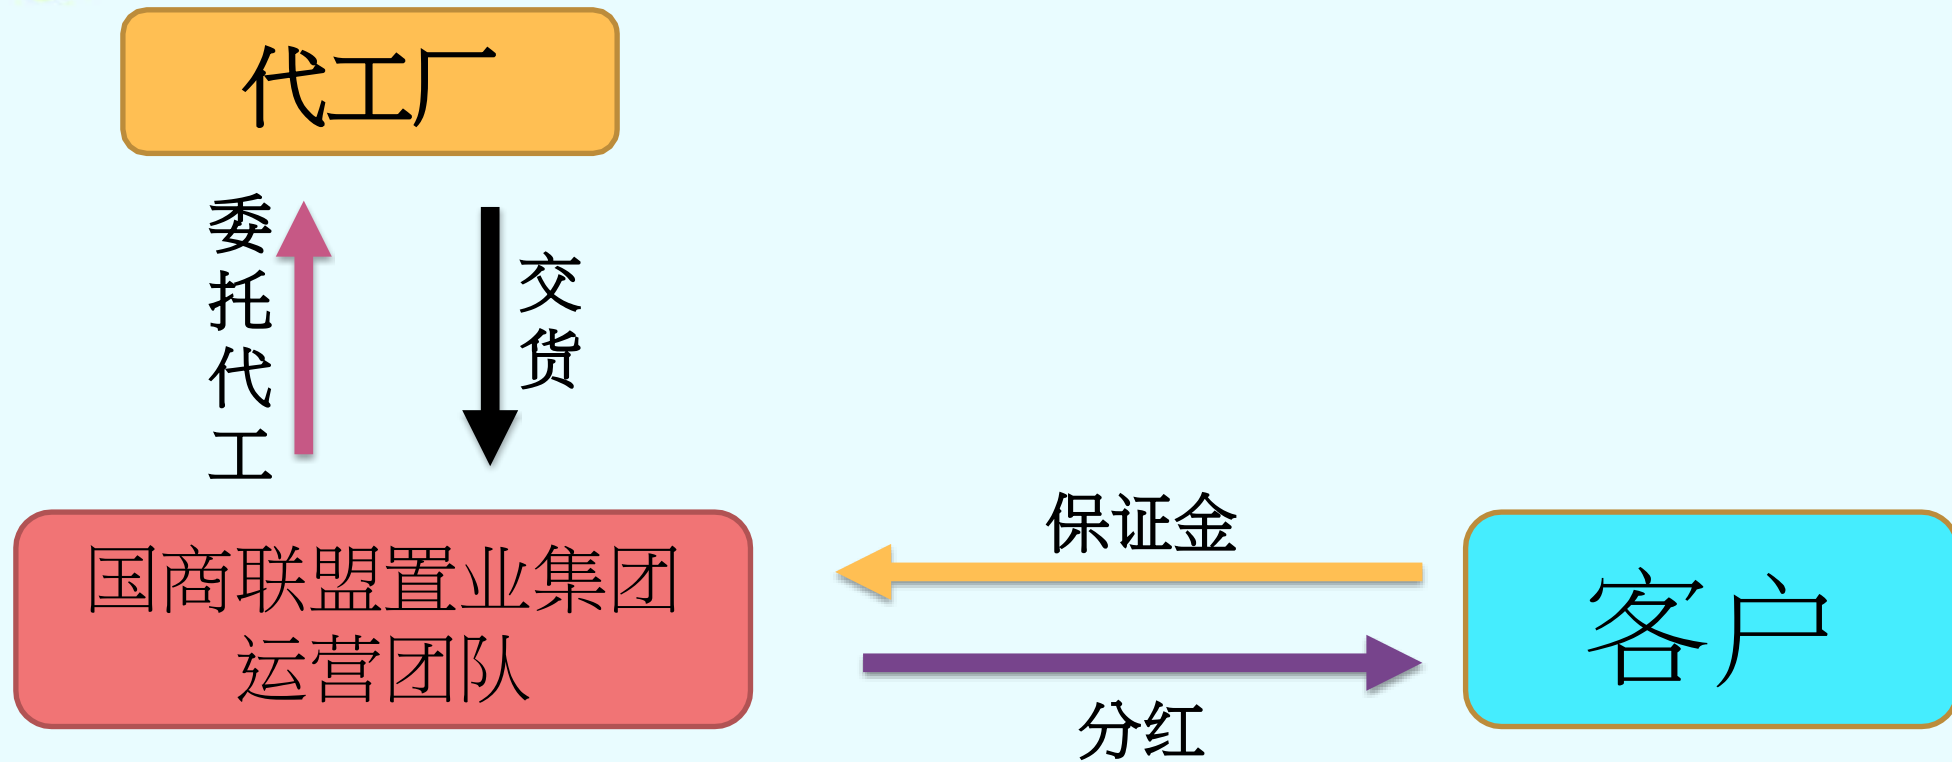 代工厂
委托代工
交货
保证金
国商联盟置业集团
运营团队
客户
分红